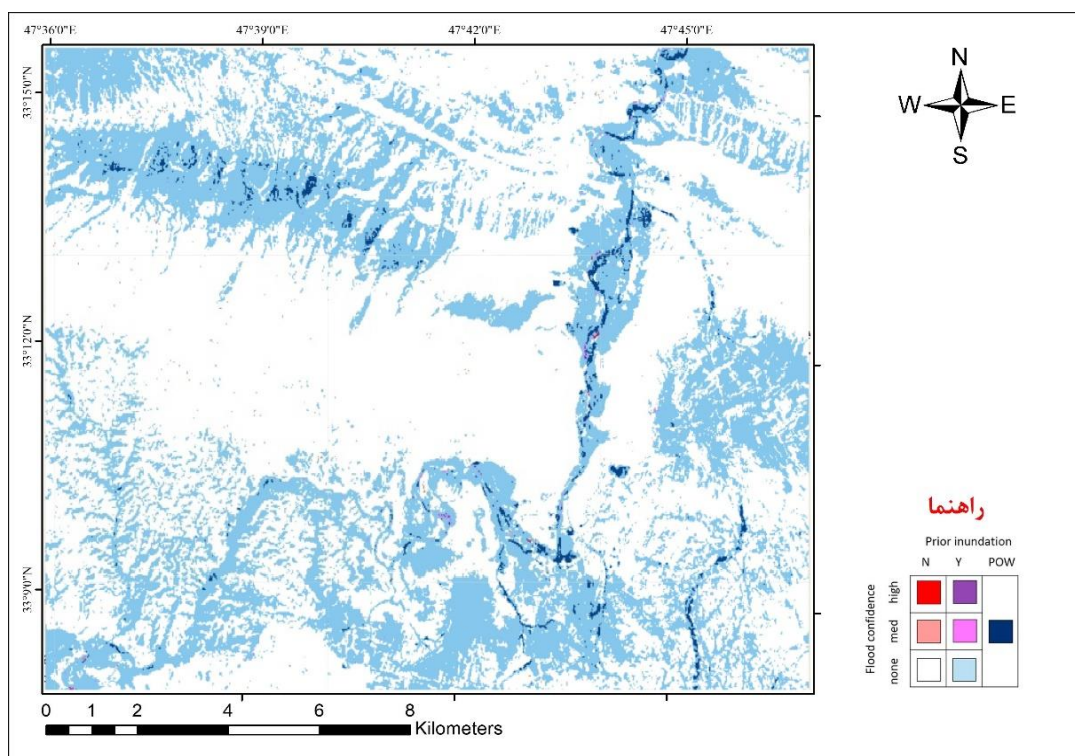 47°36'0"E
47°39'0"E
47°42'0"E
47°45'0"E
33°15'0"N
33°12'0"N
33°9'0"N
N
W
E
S
راهنما
Prior inundation
N Y POW
Flood confidence
high
med
none
0 1 2 4 6 8
Kilometers